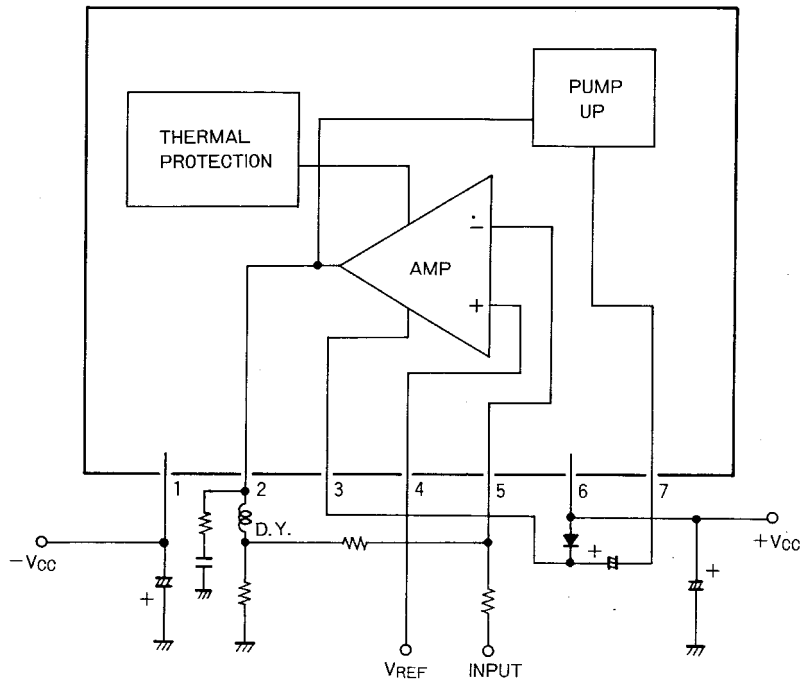 PUMP
UP
THERMAL
PROTECTION
−
AMP
+
1 2 3 4 5 6 7
D.Y.
−VCC
+
+
+
+VCC
VREF INPUT